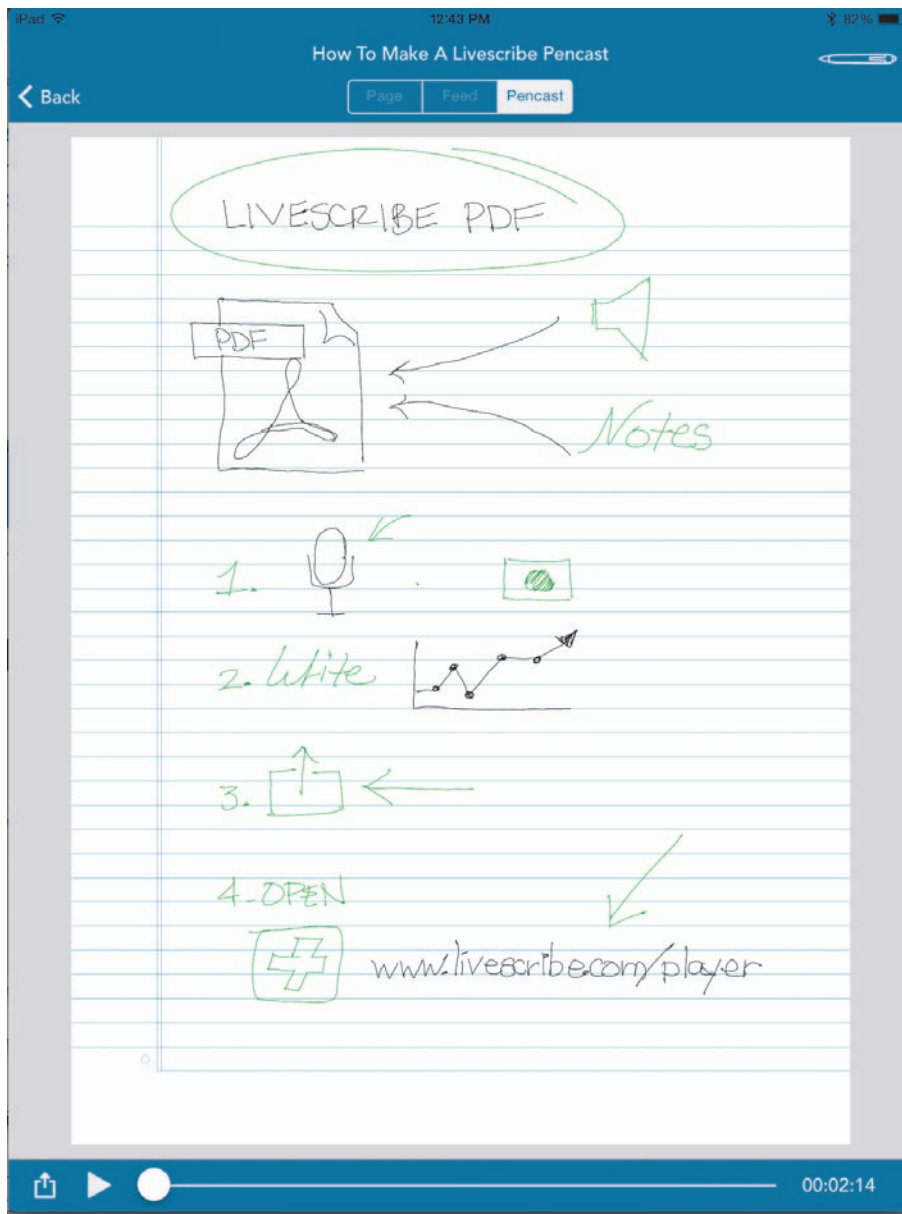 iPad 12:43 PM 82%
How To Make A Livescribe Pencast
Back Page Feed Pencast
LIVESCRIBE PDF
PDF
Notes
1.
2. Write
3.
4-OPEN
www.livescribe.com/player
00:02:14